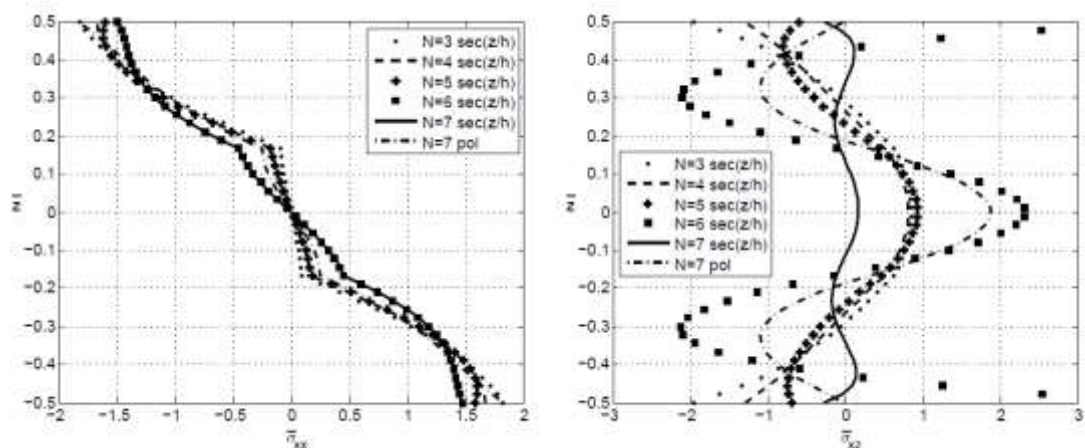 0.5
0.4
0.3
0.2
0.1
0
−0.1
−0.2
−0.3
−0.4
−0.5
−2
−1.5
−1
−0.5
0
0.5
1
1.5
2
z̄
σ̄xx
N=3 sec(z/h)
N=4 sec(z/h)
N=5 sec(z/h)
N=6 sec(z/h)
N=7 sec(z/h)
N=7 pol
0.5
0.4
0.3
0.2
0.1
0
−0.1
−0.2
−0.3
−0.4
−0.5
−3
−2
−1
0
1
2
3
z̄
σ̄xz
N=3 sec(z/h)
N=4 sec(z/h)
N=5 sec(z/h)
N=6 sec(z/h)
N=7 sec(z/h)
N=7 pol